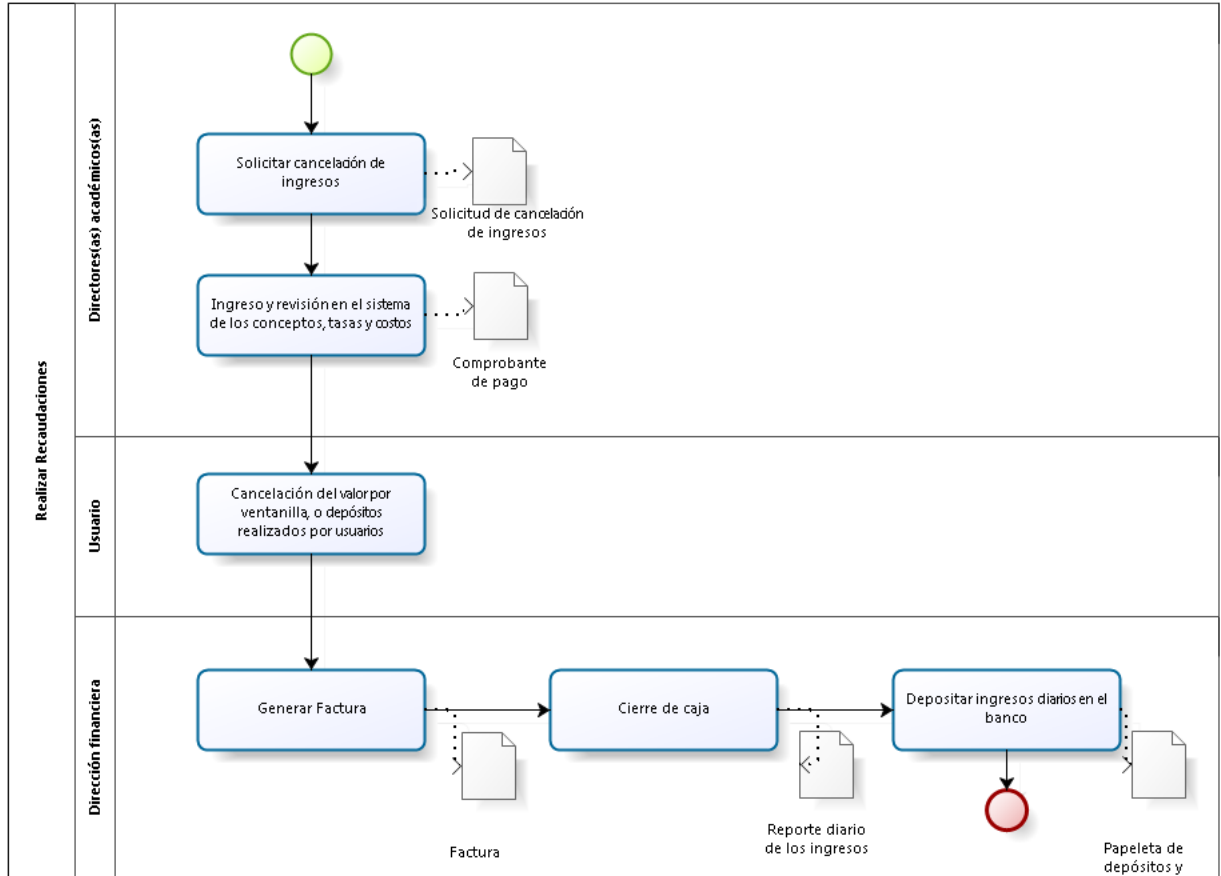 Realizar Recaudaciones
Directores(as) académicos(as)
Solicitar cancelación de
ingresos
Solicitud de cancelación
de ingresos
Ingreso y revisión en el sistema
de los conceptos, tasas y costos
Comprobante
de pago
Usuario
Cancelación del valor por
ventanilla, o depósitos
realizados por usuarios
Dirección financiera
Generar Factura
Factura
Cierre de caja
Reporte diario
de los ingresos
Depositar ingresos diarios en el
banco
Papeleta de
depósitos y